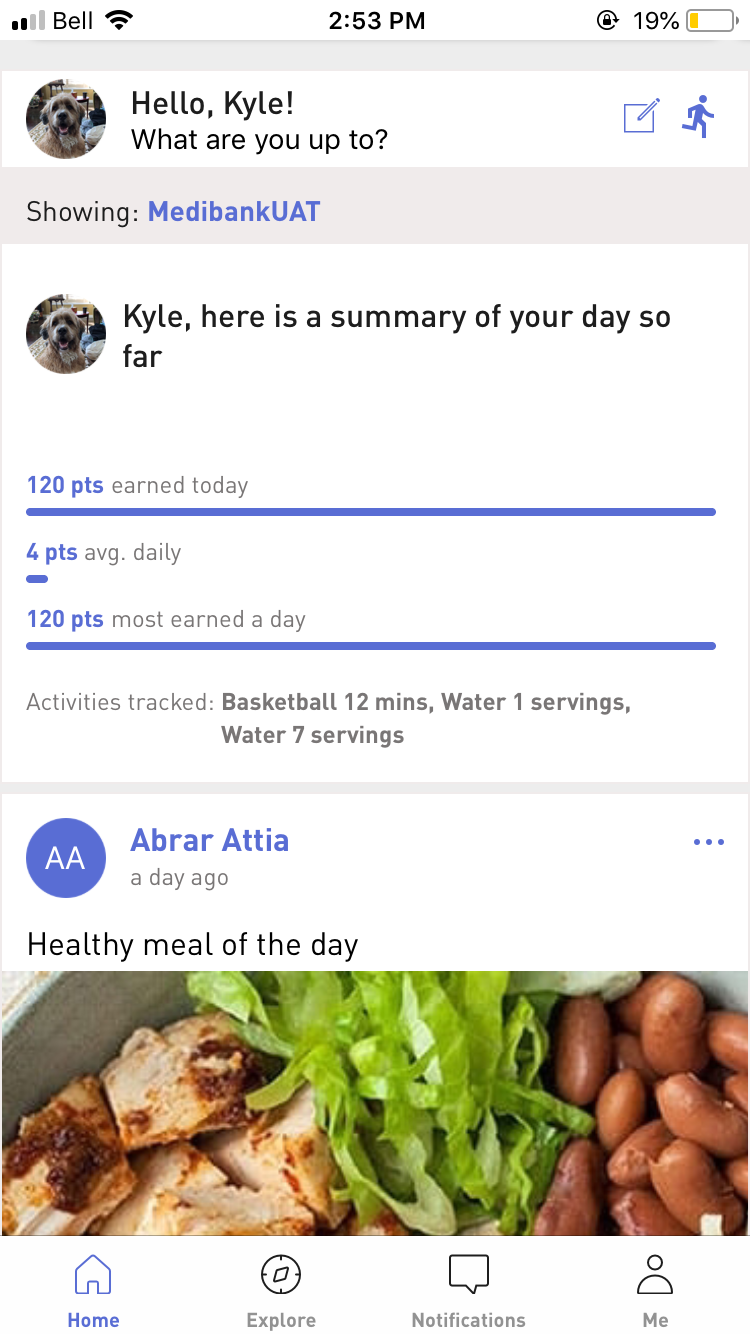 Bell 2:53 PM 19%
Hello, Kyle!
What are you up to?
Showing: MedibankUAT
Kyle, here is a summary of your day so
far
120 pts earned today
4 pts avg. daily
120 pts most earned a day
Activities tracked: Basketball 12 mins, Water 1 servings,
Water 7 servings
AA
Abrar Attia
a day ago
Healthy meal of the day
Home Explore Notifications Me